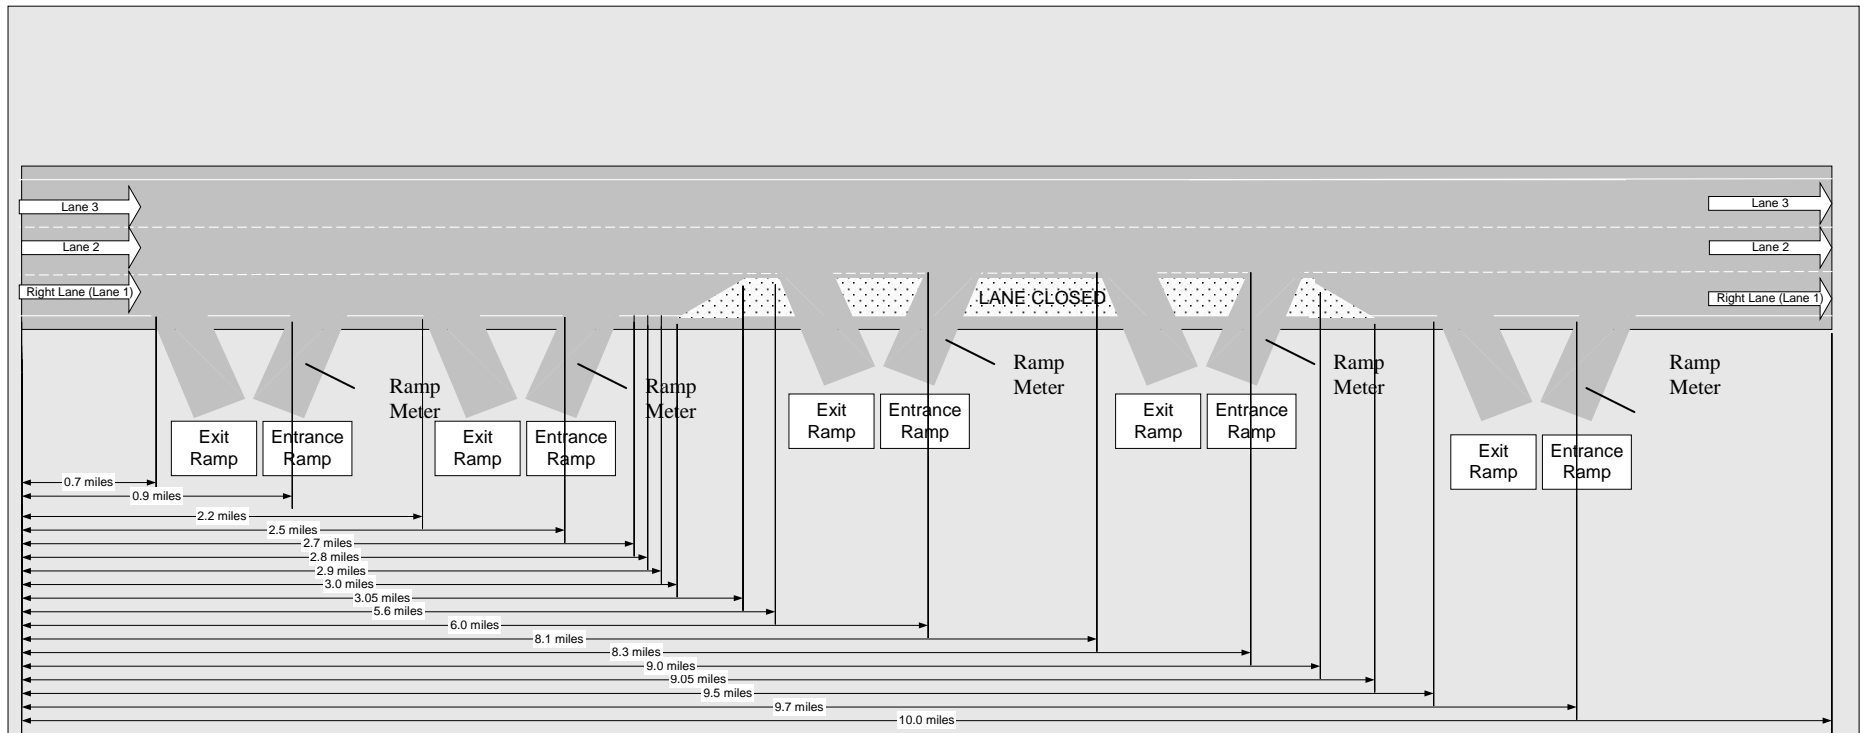 Lane 3
Lane 3
Lane 2
Lane 2
Right Lane (Lane 1)
LANE CLOSED
Right Lane (Lane 1)
Ramp
Meter
Ramp
Meter
Ramp
Meter
Ramp
Meter
Ramp
Meter
Exit
Ramp
Entrance
Ramp
Exit
Ramp
Entrance
Ramp
Exit
Ramp
Entrance
Ramp
Exit
Ramp
Entrance
Ramp
Exit
Ramp
Entrance
Ramp
0.7 miles
0.9 miles
2.2 miles
2.5 miles
2.7 miles
2.8 miles
2.9 miles
3.0 miles
3.05 miles
5.6 miles
6.0 miles
8.1 miles
8.3 miles
9.0 miles
9.05 miles
9.5 miles
9.7 miles
10.0 miles